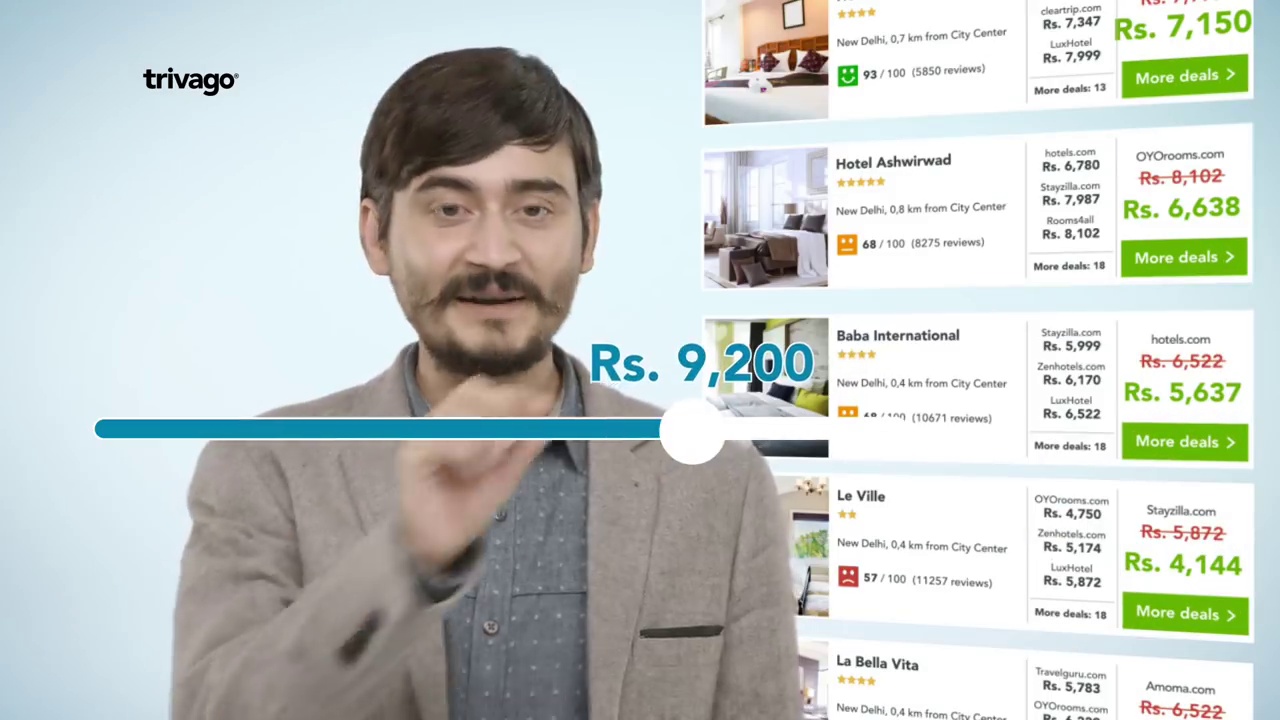 trivago
★★★★
New Delhi, 0,7 km from City Center
93 / 100 (5850 reviews)
cleartrip.com
Rs. 7,347
LuxHotel
Rs. 7,999
More deals: 13
Rs. 7,150
More deals >
Hotel Ashwirwad
★★★★★
New Delhi, 0,8 km from City Center
68 / 100 (8275 reviews)
hotels.com
Rs. 6,780
Stayzilla.com
Rs. 7,987
Rooms4all
Rs. 8,102
More deals: 18
OYOrooms.com
Rs. 8,102
Rs. 6,638
More deals >
Rs. 9,200
Baba International
★★★★
New Delhi, 0,4 km from City Center
68 / 100 (10671 reviews)
Stayzilla.com
Rs. 5,999
Zenhotels.com
Rs. 6,170
LuxHotel
Rs. 6,522
More deals: 18
hotels.com
Rs. 6,522
Rs. 5,637
More deals >
Le Ville
★★
New Delhi, 0,4 km from City Center
57 / 100 (11257 reviews)
OYOrooms.com
Rs. 4,750
Zenhotels.com
Rs. 5,174
LuxHotel
Rs. 5,872
More deals: 18
Stayzilla.com
Rs. 5,872
Rs. 4,144
More deals >
La Bella Vita
★★★★
New Delhi, 0,4 km from City Center
Travelguru.com
Rs. 5,783
OYOrooms.com
Amoma.com
Rs. 6,522